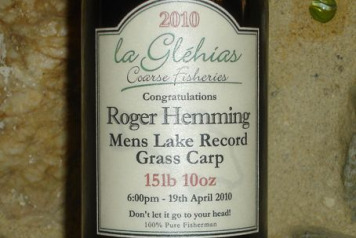 2010
la Gléhias
Coarse Fisheries
Congratulations
Roger Hemming
Mens Lake Record
Grass Carp
15lb 10oz
6:00pm - 19th April 2010
Don't let it go to your head!
100% Pure Fisherman